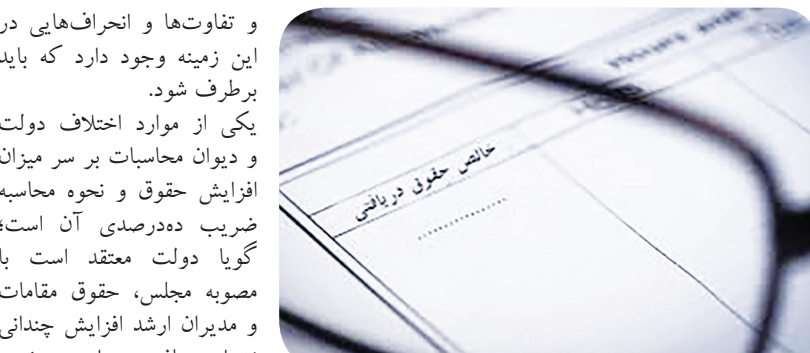 و تفاوت‌ها و انحراف‌هایی در
این زمینه وجود دارد که باید
برطرف شود.
یکی از موارد اختلاف دولت
و دیوان محاسبات بر سر میزان
افزایش حقوق و نحوه محاسبه
ضریب ده‌درصدی آن است؛
گویا دولت معتقد است با
مصوبه مجلس، حقوق مقامات
و مدیران ارشد افزایش چندانی
خالص حقوق دریافتی